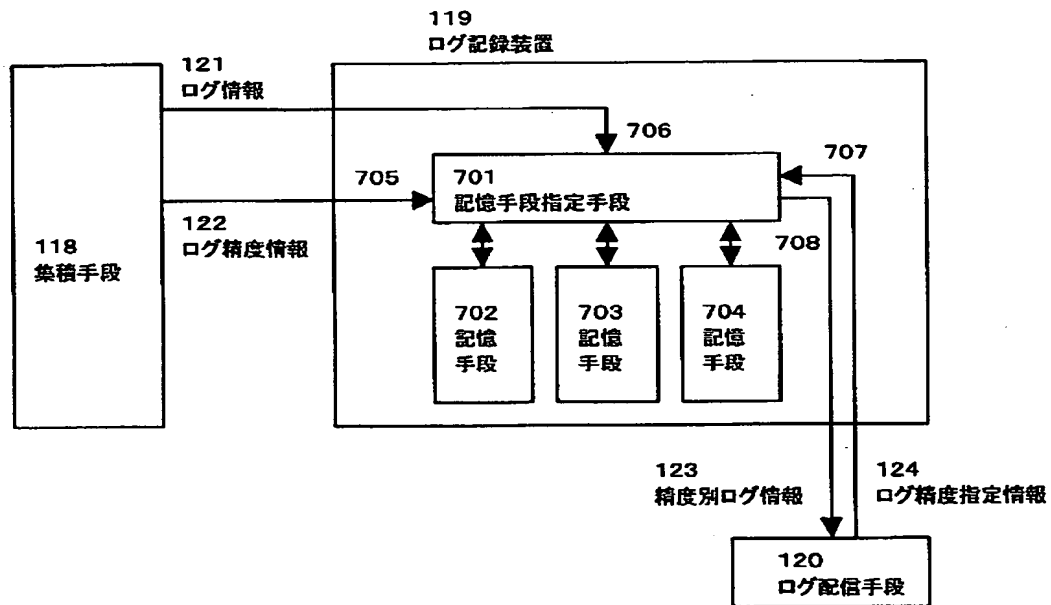 119
ログ記録装置
121
ログ情報
706
707
705
701
記憶手段指定手段
122
ログ精度情報
118
集積手段
708
702
記憶
手段
703
記憶
手段
704
記憶
手段
123
精度別ログ情報
124
ログ精度指定情報
120
ログ配信手段